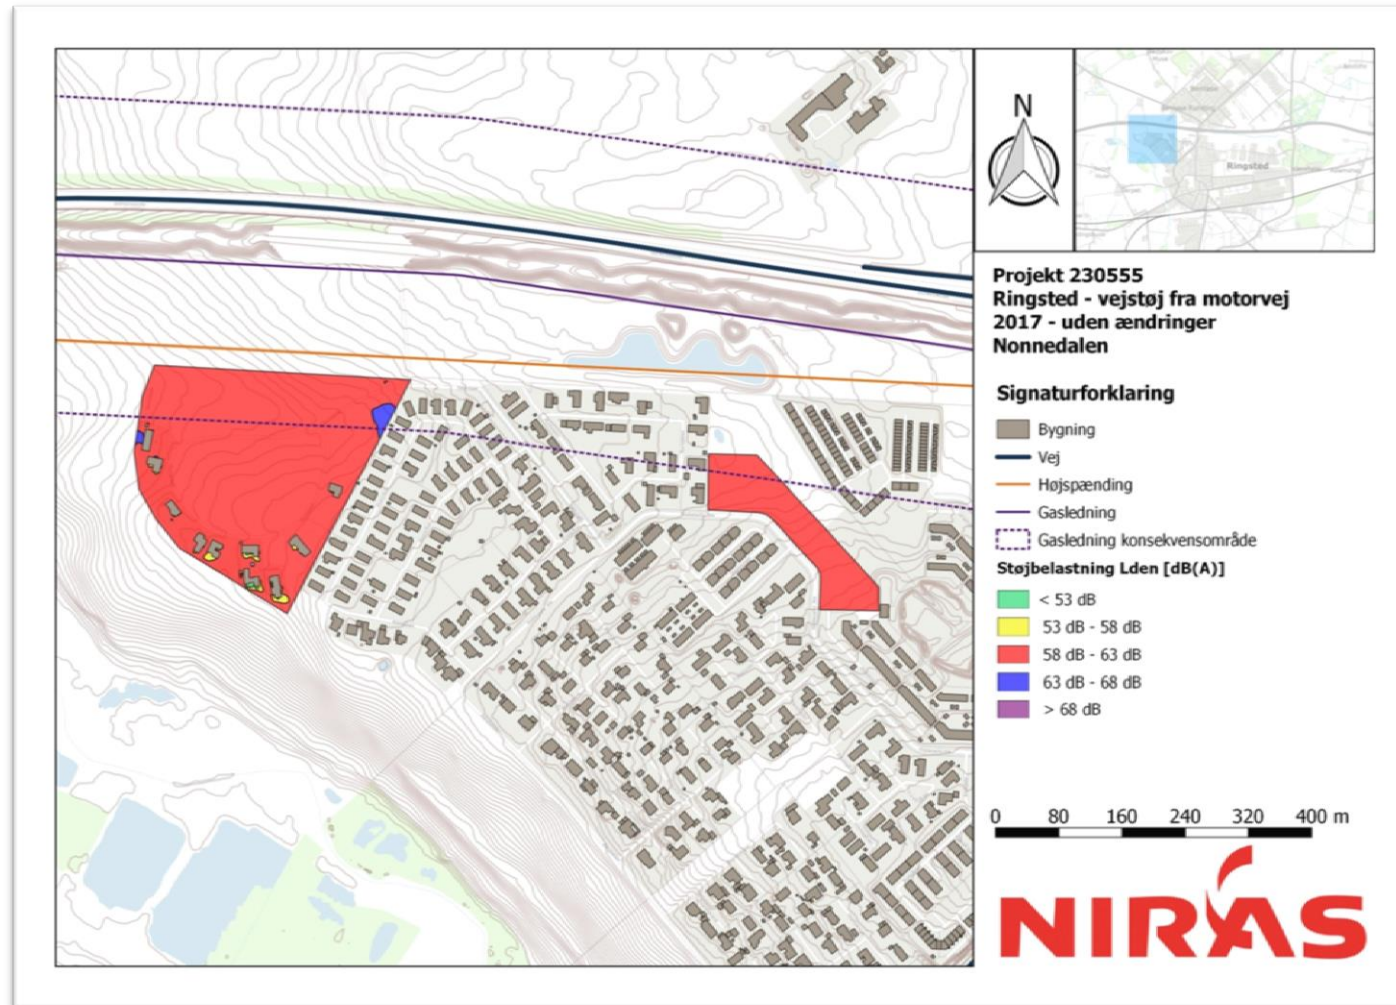 N
Ringsted
Projekt 230555
Ringsted - vejstøj fra motorvej
2017 - uden ændringer
Nonnedalen
Signaturforklaring
Bygning
Vej
Højspænding
Gasledning
Gasledning konsekvensområde
Støjbelastning Lden [dB(A)]
< 53 dB
53 dB - 58 dB
58 dB - 63 dB
63 dB - 68 dB
> 68 dB
0 80 160 240 320 400 m
NIRAS